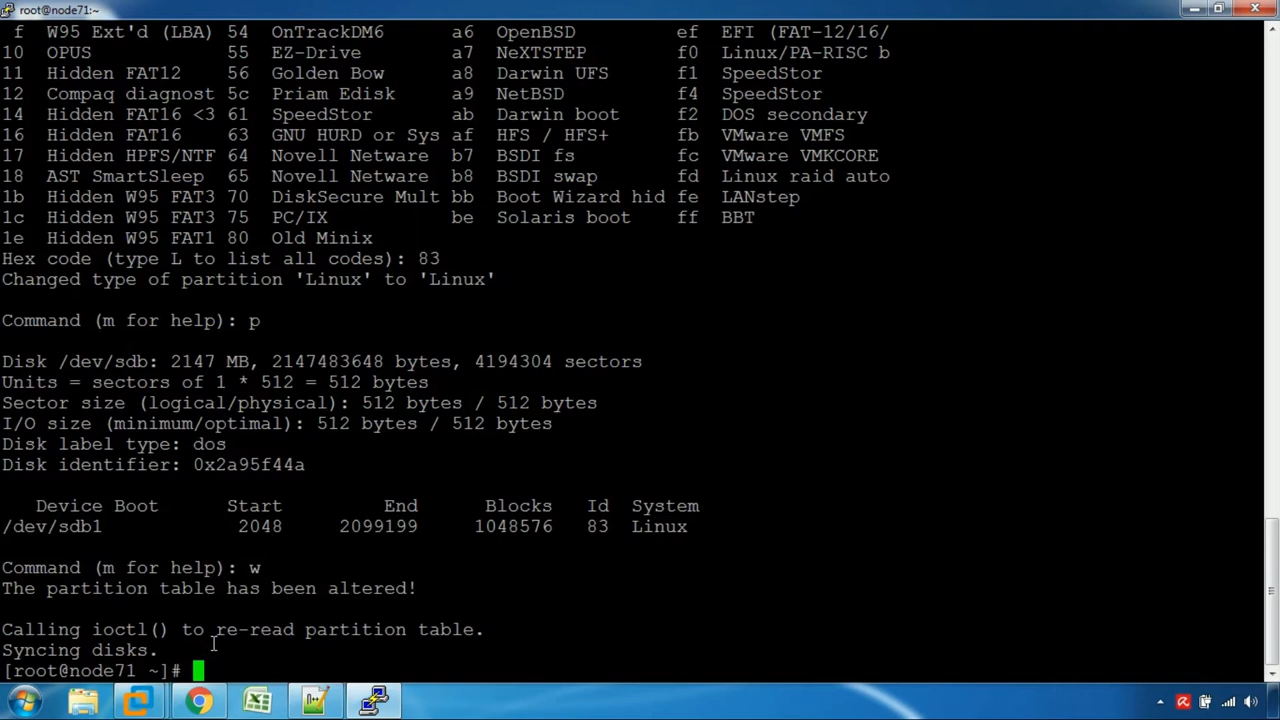 root@node71:~
f W95 Ext'd (LBA) 54 OnTrackDM6 a6 OpenBSD ef EFI (FAT-12/16/
10 OPUS 55 EZ-Drive a7 NeXTSTEP f0 Linux/PA-RISC b
11 Hidden FAT12 56 Golden Bow a8 Darwin UFS f1 SpeedStor
12 Compaq diagnost 5c Priam Edisk a9 NetBSD f4 SpeedStor
14 Hidden FAT16 <3 61 SpeedStor ab Darwin boot f2 DOS secondary
16 Hidden FAT16 63 GNU HURD or Sys af HFS / HFS+ fb VMware VMFS
17 Hidden HPFS/NTF 64 Novell Netware b7 BSDI fs fc VMware VMKCORE
18 AST SmartSleep 65 Novell Netware b8 BSDI swap fd Linux raid auto
1b Hidden W95 FAT3 70 DiskSecure Mult bb Boot Wizard hid fe LANstep
1c Hidden W95 FAT3 75 PC/IX be Solaris boot ff BBT
1e Hidden W95 FAT1 80 Old Minix
Hex code (type L to list all codes): 83
Changed type of partition 'Linux' to 'Linux'
Command (m for help): p
Disk /dev/sdb: 2147 MB, 2147483648 bytes, 4194304 sectors
Units = sectors of 1 * 512 = 512 bytes
Sector size (logical/physical): 512 bytes / 512 bytes
I/O size (minimum/optimal): 512 bytes / 512 bytes
Disk label type: dos
Disk identifier: 0x2a95f44a
Device Boot Start End Blocks Id System
/dev/sdb1 2048 2099199 1048576 83 Linux
Command (m for help): w
The partition table has been altered!
Calling ioctl() to re-read partition table.
Syncing disks.
[root@node71 ~]#